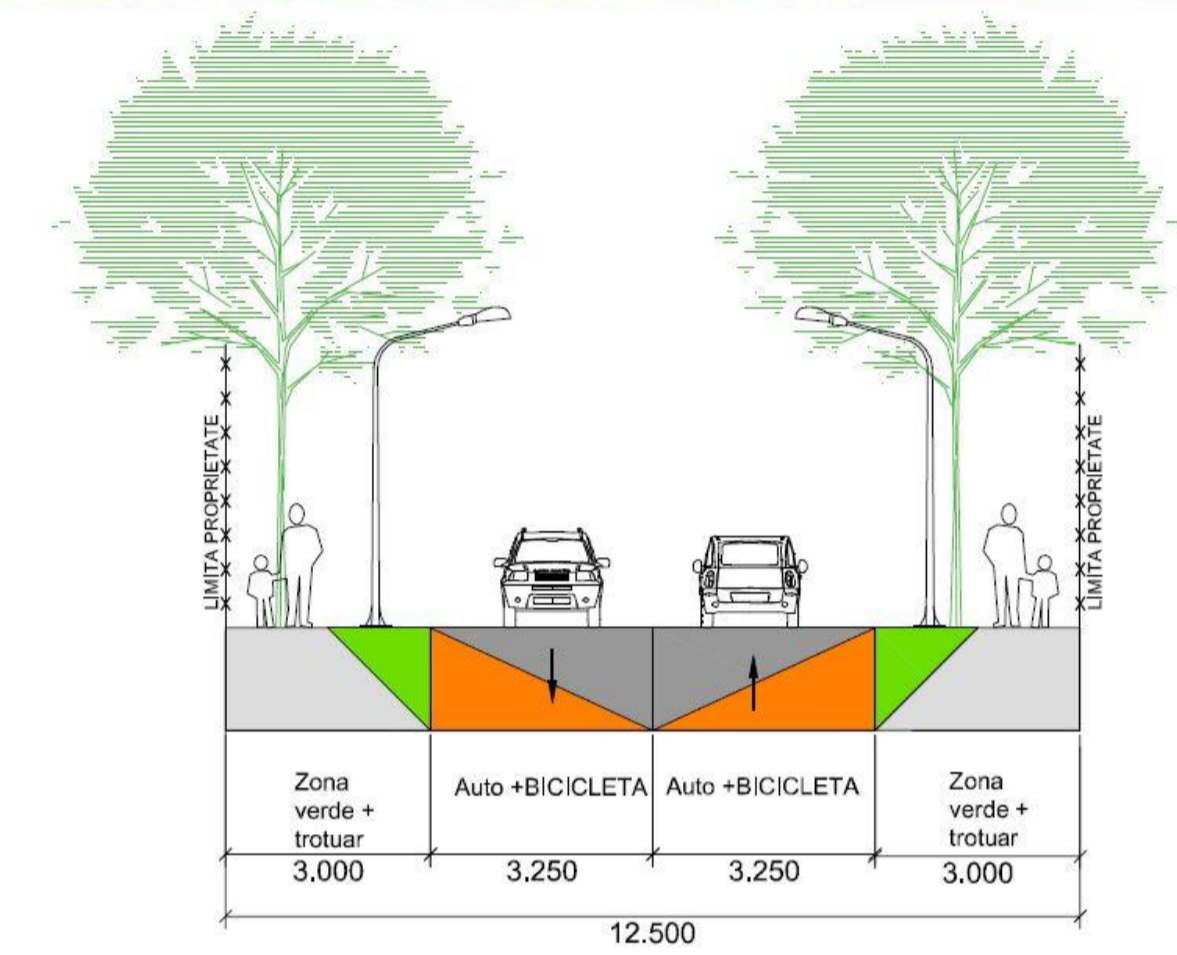 LIMITA PROPRIETATE
LIMITA PROPRIETATE
Zona
verde +
trotuar
Auto +BICICLETA
Auto +BICICLETA
Zona
verde +
trotuar
3.000
3.250
3.250
3.000
12.500